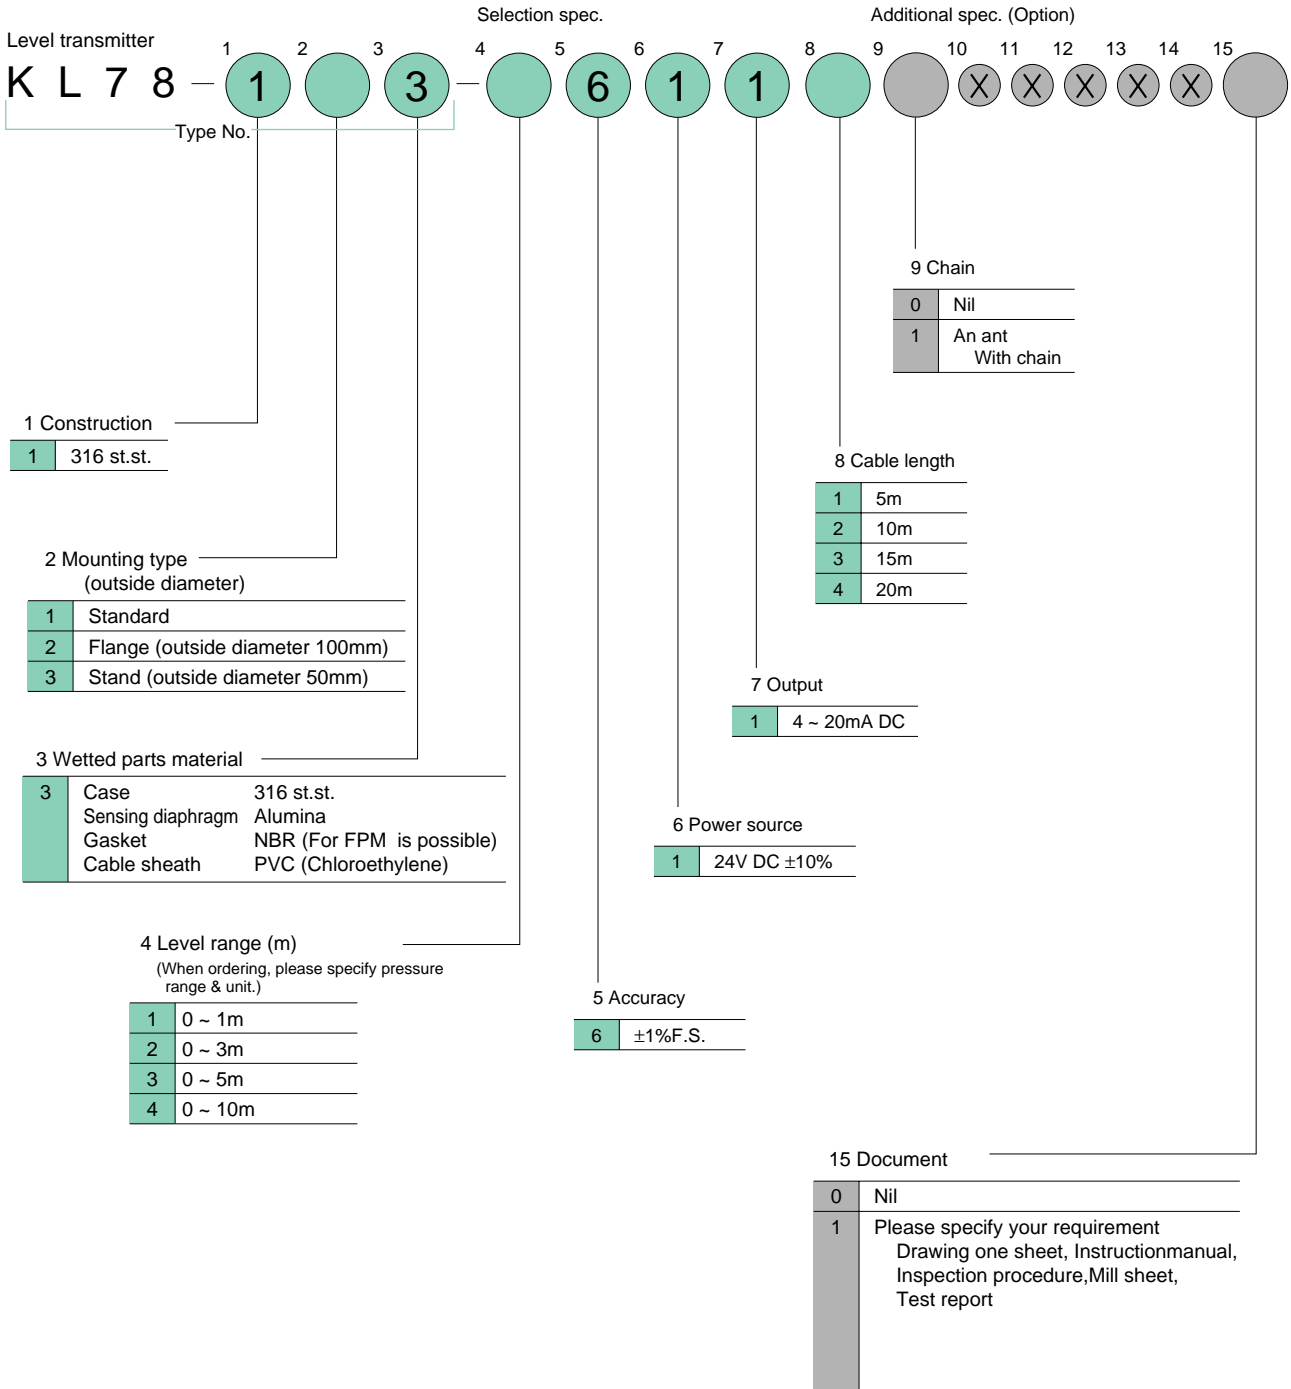 Selection spec.
Additional spec. (Option)
Level transmitter
1 2 3 4 5 6 7 8 9 10 11 12 13 14 15
K L 7 8 – 1 3 – 6 1 1 X X X X X
Type No.
9 Chain
0 Nil
1 An ant
With chain
1 Construction
1 316 st.st.
8 Cable length
1 5m
2 10m
3 15m
4 20m
2 Mounting type
(outside diameter)
1 Standard
2 Flange (outside diameter 100mm)
3 Stand (outside diameter 50mm)
7 Output
1 4 ~ 20mA DC
3 Wetted parts material
3 Case 316 st.st.
Sensing diaphragm Alumina
Gasket NBR (For FPM is possible)
Cable sheath PVC (Chloroethylene)
6 Power source
1 24V DC ±10%
4 Level range (m)
(When ordering, please specify pressure
range & unit.)
1 0 ~ 1m
2 0 ~ 3m
3 0 ~ 5m
4 0 ~ 10m
5 Accuracy
6 ±1%F.S.
15 Document
0 Nil
1 Please specify your requirement
Drawing one sheet, Instructionmanual,
Inspection procedure,Mill sheet,
Test report